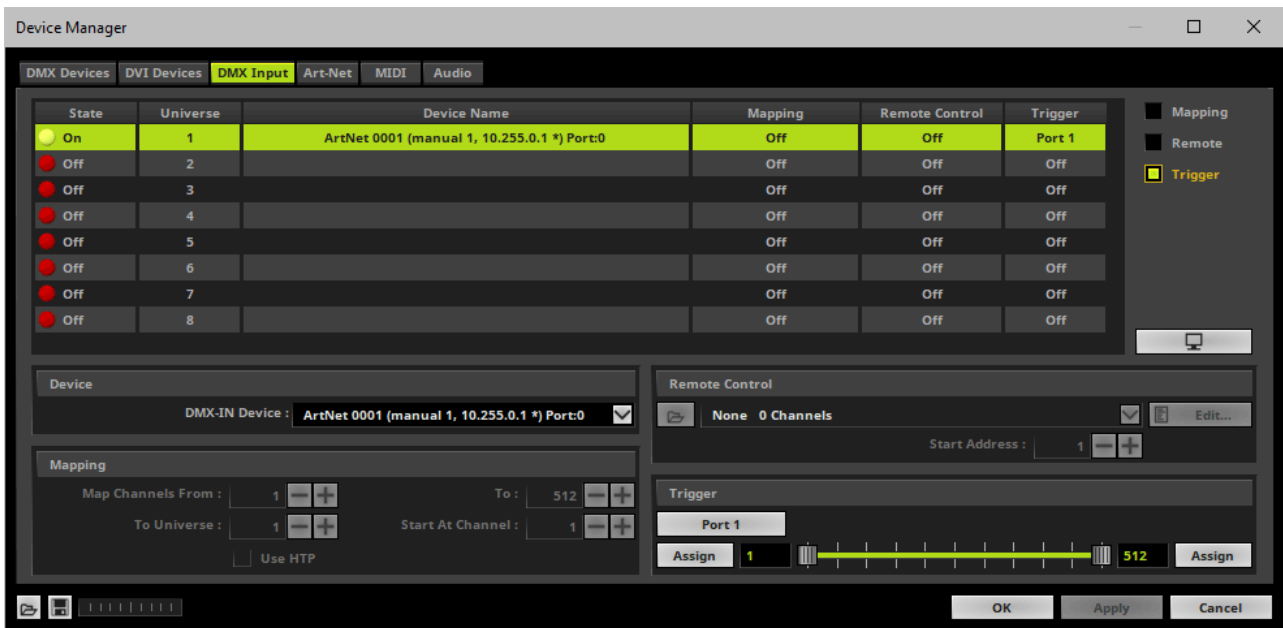 Device Manager
DMX Devices DVI Devices DMX Input Art-Net MIDI Audio
State Universe Device Name Mapping Remote Control Trigger
On 1 ArtNet 0001 (manual 1, 10.255.0.1 *) Port:0 Off Off Port 1
Off 2 Off Off Off
Off 3 Off Off Off
Off 4 Off Off Off
Off 5 Off Off Off
Off 6 Off Off Off
Off 7 Off Off Off
Off 8 Off Off Off
Mapping
Remote
Trigger
Device
DMX-IN Device : ArtNet 0001 (manual 1, 10.255.0.1 *) Port:0
Mapping
Map Channels From : 1 To : 512
To Universe : 1 Start At Channel : 1
Use HTP
Remote Control
None 0 Channels Edit...
Start Address : 1
Trigger
Port 1
Assign 1 512 Assign
OK Apply Cancel